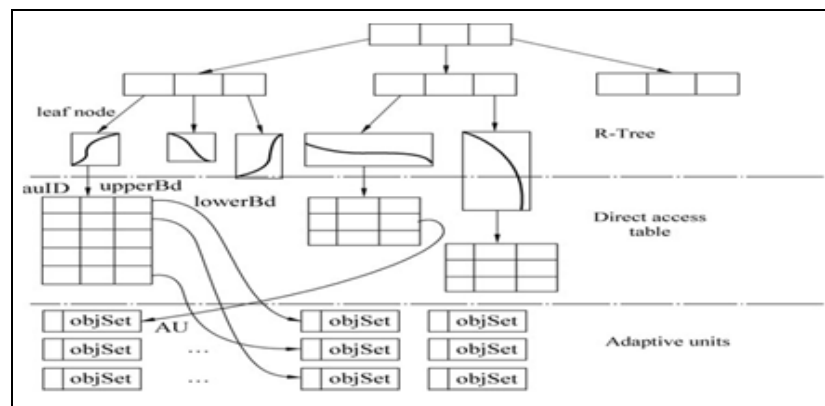 leaf node
R-Tree
auID
upperBd
lowerBd
Direct access
table
objSet
AU
objSet
objSet
objSet
...
objSet
objSet
Adaptive units
objSet
...
objSet
objSet